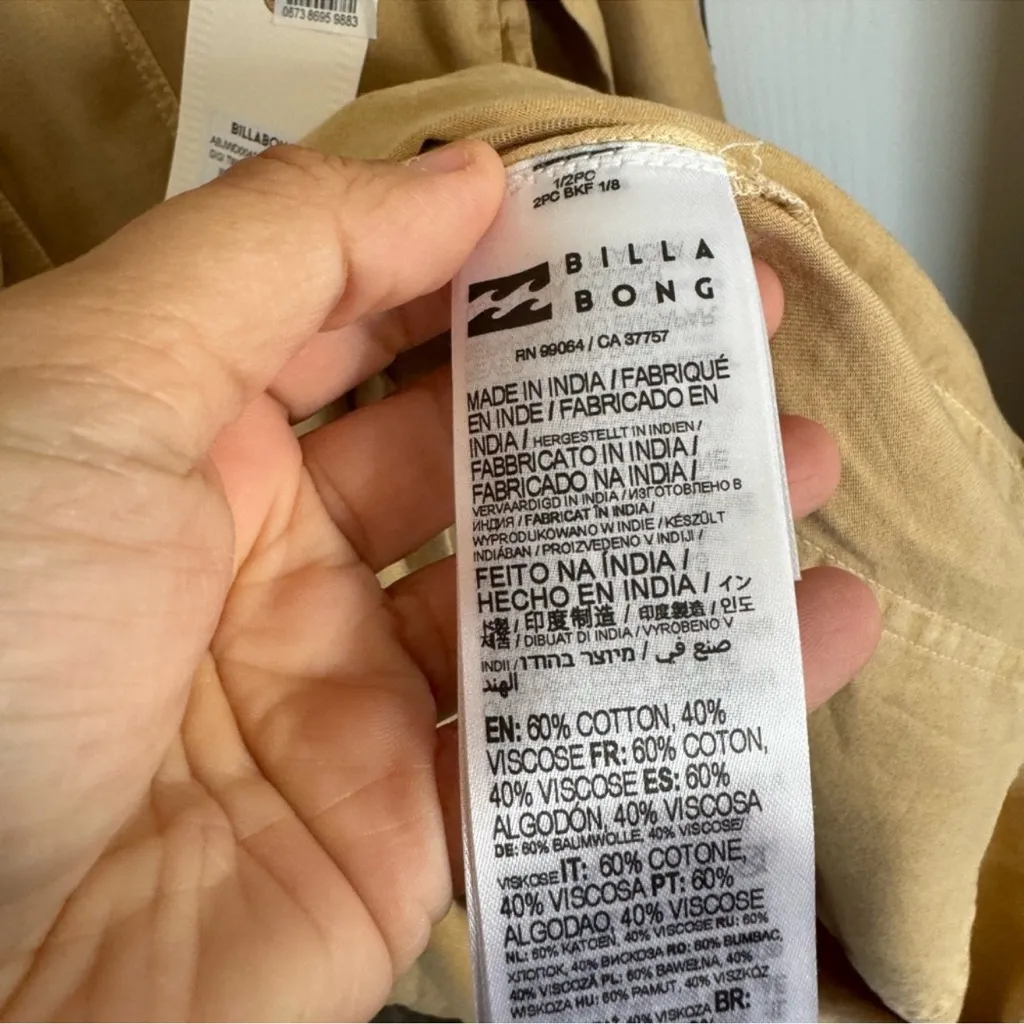 0673 8695 9883
BILLABON
1/2PC
2PC BKF 1/8
BILLA
BONG
RN 99064 / CA 37757
MADE IN INDIA / FABRIQUÉ
EN INDE / FABRICADO EN
INDIA / HERGESTELLT IN INDIEN /
FABBRICATO IN INDIA /
FABRICADO NA INDIA /
VERVAARDIGD IN INDIA / ИЗГОТОВЛЕНО В
ИНДИЯ / FABRICAT ÎN INDIA /
WYPRODUKOWANO W INDIE / KÉSZÜLT
INDIÁBAN / PROIZVEDENO V INDIJI /
FEITO NA ÍNDIA /
HECHO EN INDIA / イン
ド製 / 印度制造 / 印度製造 / 인도
DIBUAT DI INDIA / VYROBENO V
INDII / מיוצר בהודו / صنع في
الهند
EN: 60% COTTON, 40%
VISCOSE FR: 60% COTON,
40% VISCOSE ES: 60%
ALGODÓN, 40% VISCOSA
DE: 60% BAUMWOLLE, 40% VISCOSE/
VISKOSE IT: 60% COTONE,
40% VISCOSA PT: 60%
ALGODAO, 40% VISCOSE
NL: 60% KATOEN, 40% VISCOSE RU: 60%
ХЛОПОК, 40% ВИСКОЗА RO: 60% BUMBAC,
40% VISCOZĂ PL: 60% BAWEŁNA, 40%
WISKOZA HU: 60% PAMUT, 40% VISZKÓZ
40% VISKOZA BR: